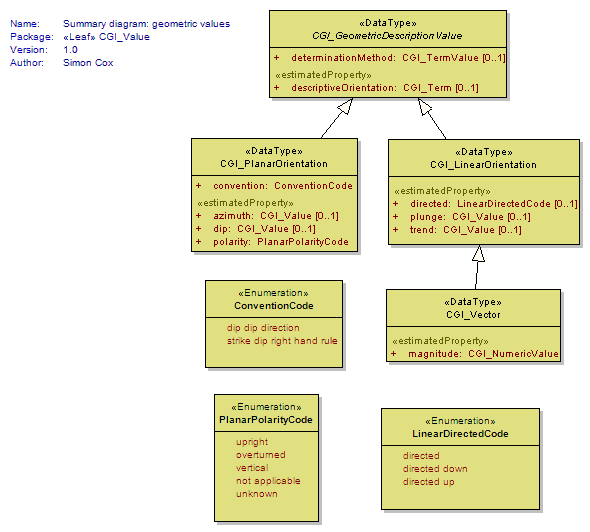 Name: Summary diagram: geometric values
Package: «Leaf» CGI_Value
Version: 1.0
Author: Simon Cox
«DataType»
CGI_GeometricDescriptionValue
+ determinationMethod: CGI_TermValue [0..1]
«estimatedProperty»
+ descriptiveOrientation: CGI_Term [0..1]
«DataType»
CGI_PlanarOrientation
+ convention: ConventionCode
«estimatedProperty»
+ azimuth: CGI_Value [0..1]
+ dip: CGI_Value [0..1]
+ polarity: PlanarPolarityCode
«DataType»
CGI_LinearOrientation
«estimatedProperty»
+ directed: LinearDirectedCode [0..1]
+ plunge: CGI_Value [0..1]
+ trend: CGI_Value [0..1]
«Enumeration»
ConventionCode
dip dip direction
strike dip right hand rule
«DataType»
CGI_Vector
«estimatedProperty»
+ magnitude: CGI_NumericValue
«Enumeration»
PlanarPolarityCode
upright
overturned
vertical
not applicable
unknown
«Enumeration»
LinearDirectedCode
directed
directed down
directed up